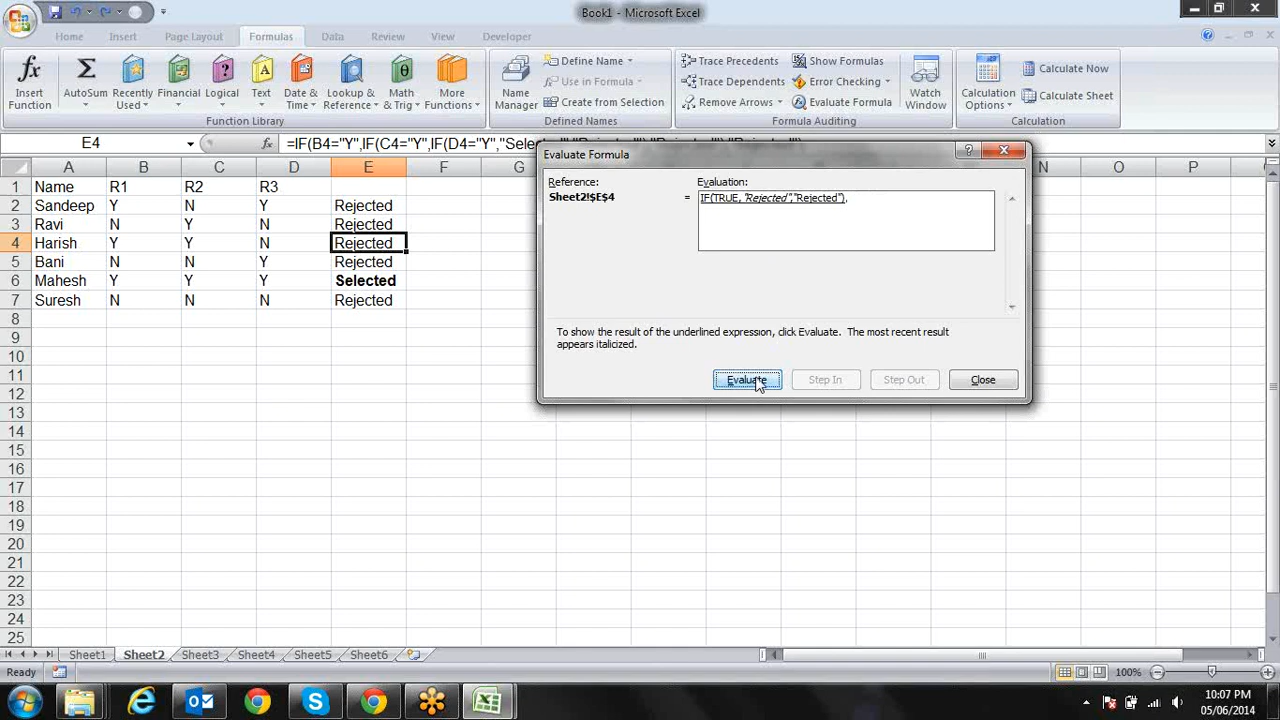 Book1 - Microsoft Excel
Home Insert Page Layout Formulas Data Review View Developer
Insert Function
AutoSum
Recently Used
Financial
Logical
Text
Date & Time
Lookup & Reference
Math & Trig
More Functions
Function Library
Name Manager
Define Name
Use in Formula
Create from Selection
Defined Names
Trace Precedents
Trace Dependents
Remove Arrows
Show Formulas
Error Checking
Evaluate Formula
Formula Auditing
Watch Window
Calculation Options
Calculate Now
Calculate Sheet
Calculation
E4 fx =IF(B4="Y",IF(C4="Y",IF(D4="Y","Selec
A B C D E F G N O P
1 Name R1 R2 R3
2 Sandeep Y N Y Rejected
3 Ravi N Y N Rejected
4 Harish Y Y N Rejected
5 Bani N N Y Rejected
6 Mahesh Y Y Y Selected
7 Suresh N N N Rejected
8
9
10
11
12
13
14
15
16
17
18
19
20
21
22
23
24
25
Evaluate Formula
Reference: Evaluation:
Sheet2!$E$4 = IF(TRUE,"Rejected","Rejected")
To show the result of the underlined expression, click Evaluate. The most recent result
appears italicized.
Evaluate Step In Step Out Close
Sheet1 Sheet2 Sheet3 Sheet4 Sheet5 Sheet6
Ready 100%
10:07 PM
05/06/2014